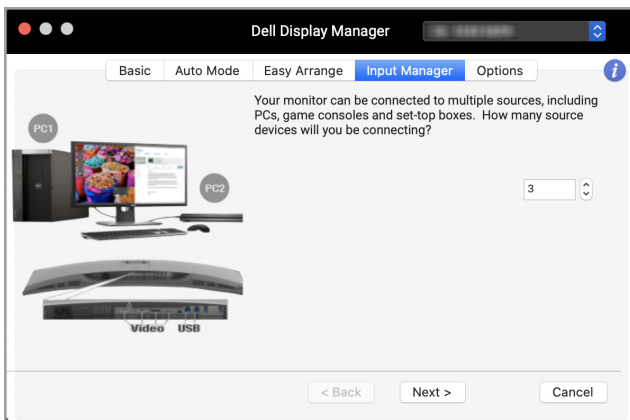 Dell Display Manager
Basic Auto Mode Easy Arrange Input Manager Options i
Your monitor can be connected to multiple sources, including
PCs, game consoles and set-top boxes. How many source
devices will you be connecting?
PC1
PC2
3
Video USB
< Back Next > Cancel